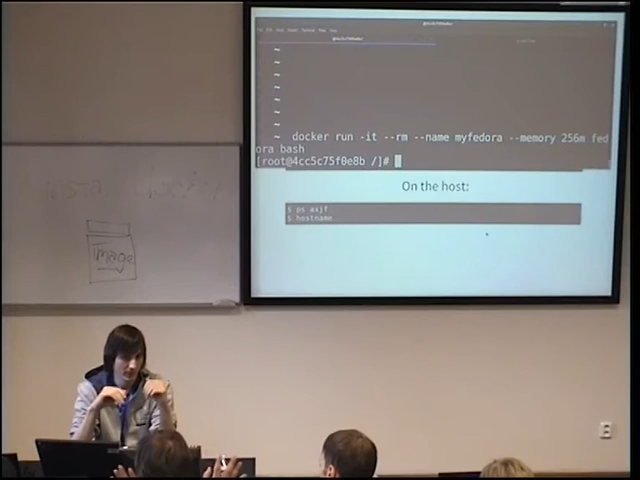 docker run -it --rm --name myfedora --memory 256m fed
ora bash
[root@4cc5c75f0e8b /]#
On the host:
$ ps axjf
$ hostname
image